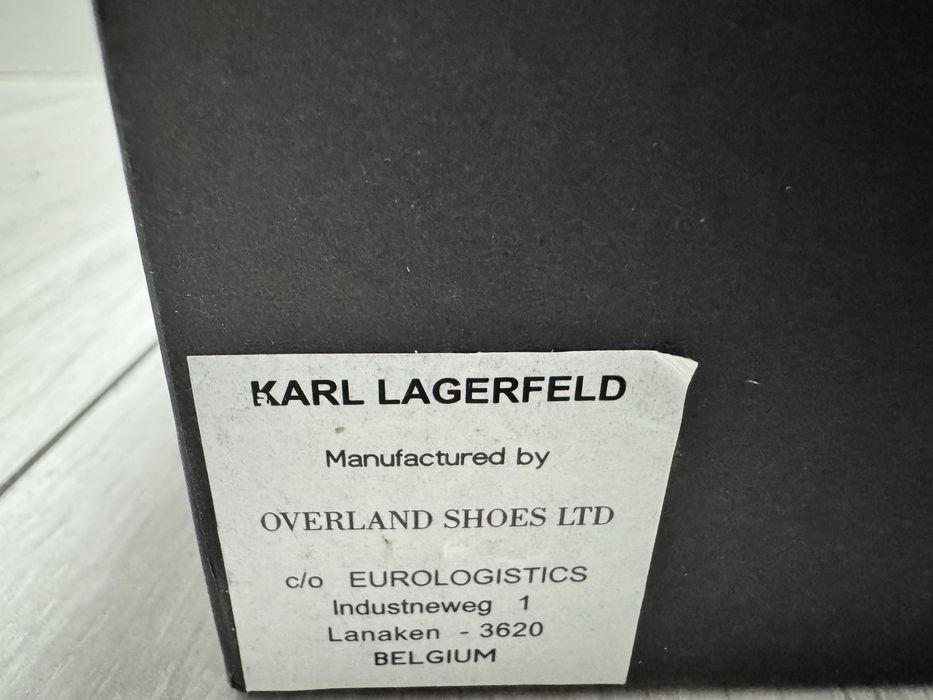 KARL LAGERFELD
Manufactured by
OVERLAND SHOES LTD
c/o EUROLOGISTICS
Industneweg 1
Lanaken - 3620
BELGIUM